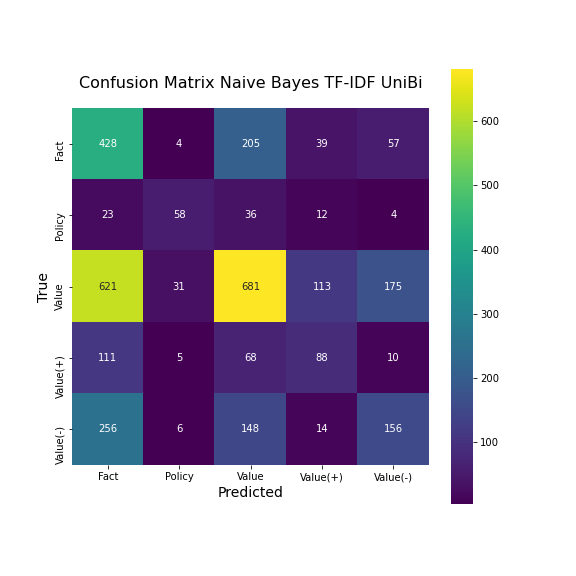 Confusion Matrix Naive Bayes TF-IDF UniBi
True
Fact 428 4 205 39 57
Policy 23 58 36 12 4
Value 621 31 681 113 175
Value(+) 111 5 68 88 10
Value(-) 256 6 148 14 156
Fact Policy Value Value(+) Value(-)
Predicted
600
500
400
300
200
100